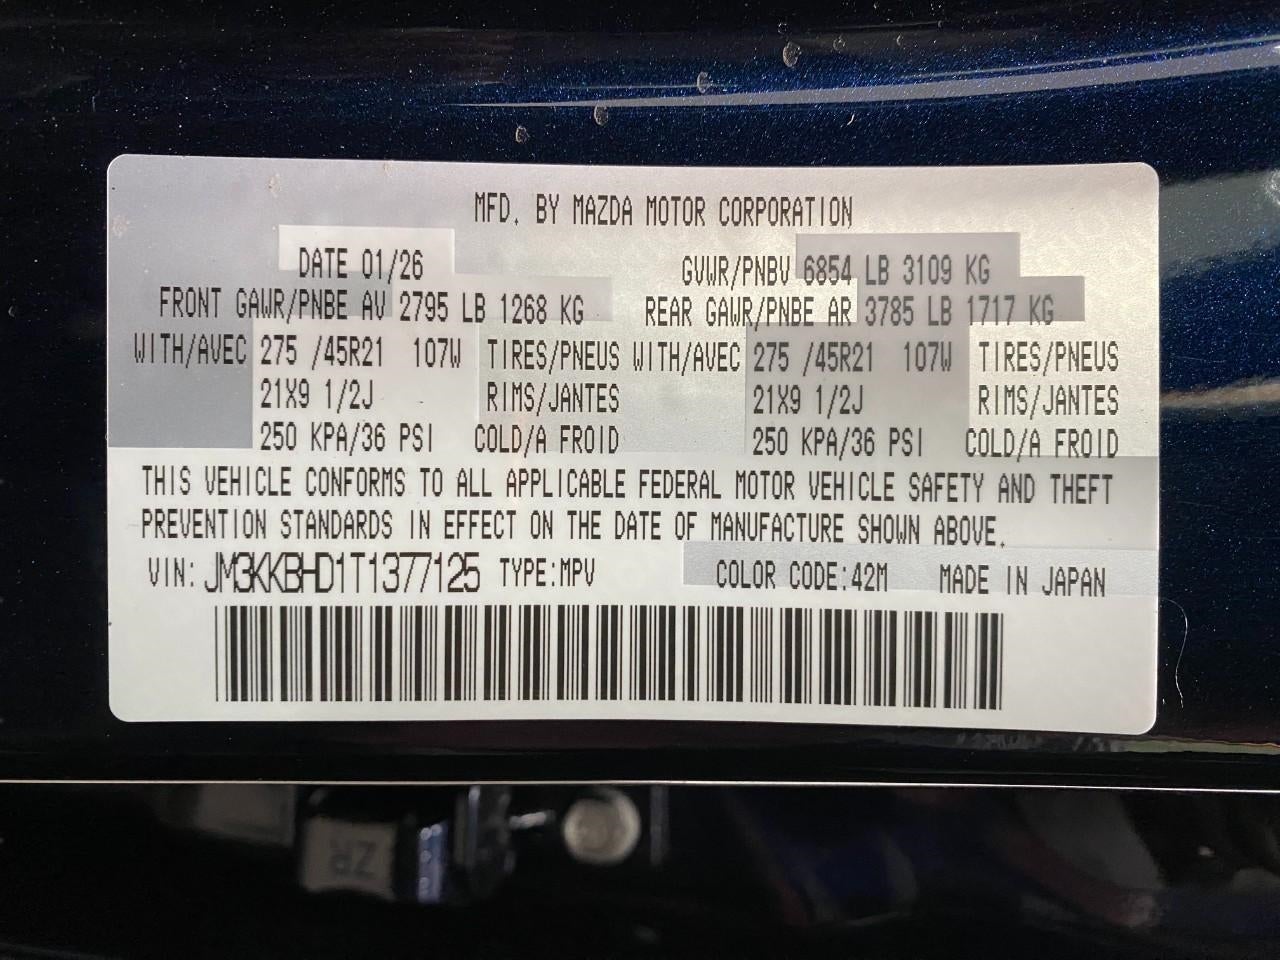 MFD. BY MAZDA MOTOR CORPORATION
DATE 01/26 GVWR/PNBV 6854 LB 3109 KG
FRONT GAWR/PNBE AV 2795 LB 1268 KG REAR GAWR/PNBE AR 3785 LB 1717 KG
WITH/AVEC 275 /45R21 107W TIRES/PNEUS WITH/AVEC 275 /45R21 107W TIRES/PNEUS
21X9 1/2J RIMS/JANTES 21X9 1/2J RIMS/JANTES
250 KPA/36 PSI COLD/A FROID 250 KPA/36 PSI COLD/A FROID
THIS VEHICLE CONFORMS TO ALL APPLICABLE FEDERAL MOTOR VEHICLE SAFETY AND THEFT
PREVENTION STANDARDS IN EFFECT ON THE DATE OF MANUFACTURE SHOWN ABOVE.
VIN: JM3KKBHD1T1377125 TYPE:MPV COLOR CODE:42M MADE IN JAPAN
ZR